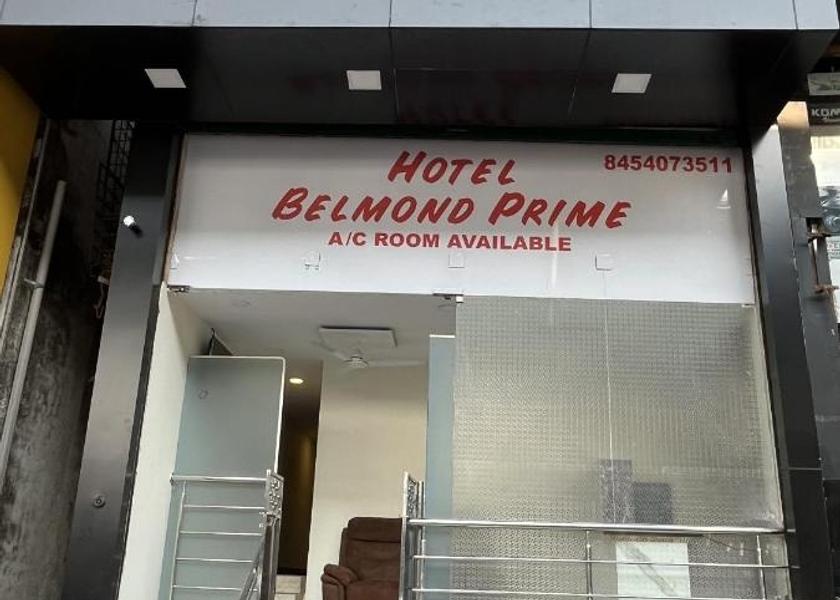 HOTEL
8454073511
BELMOND PRIME
A/C ROOM AVAILABLE